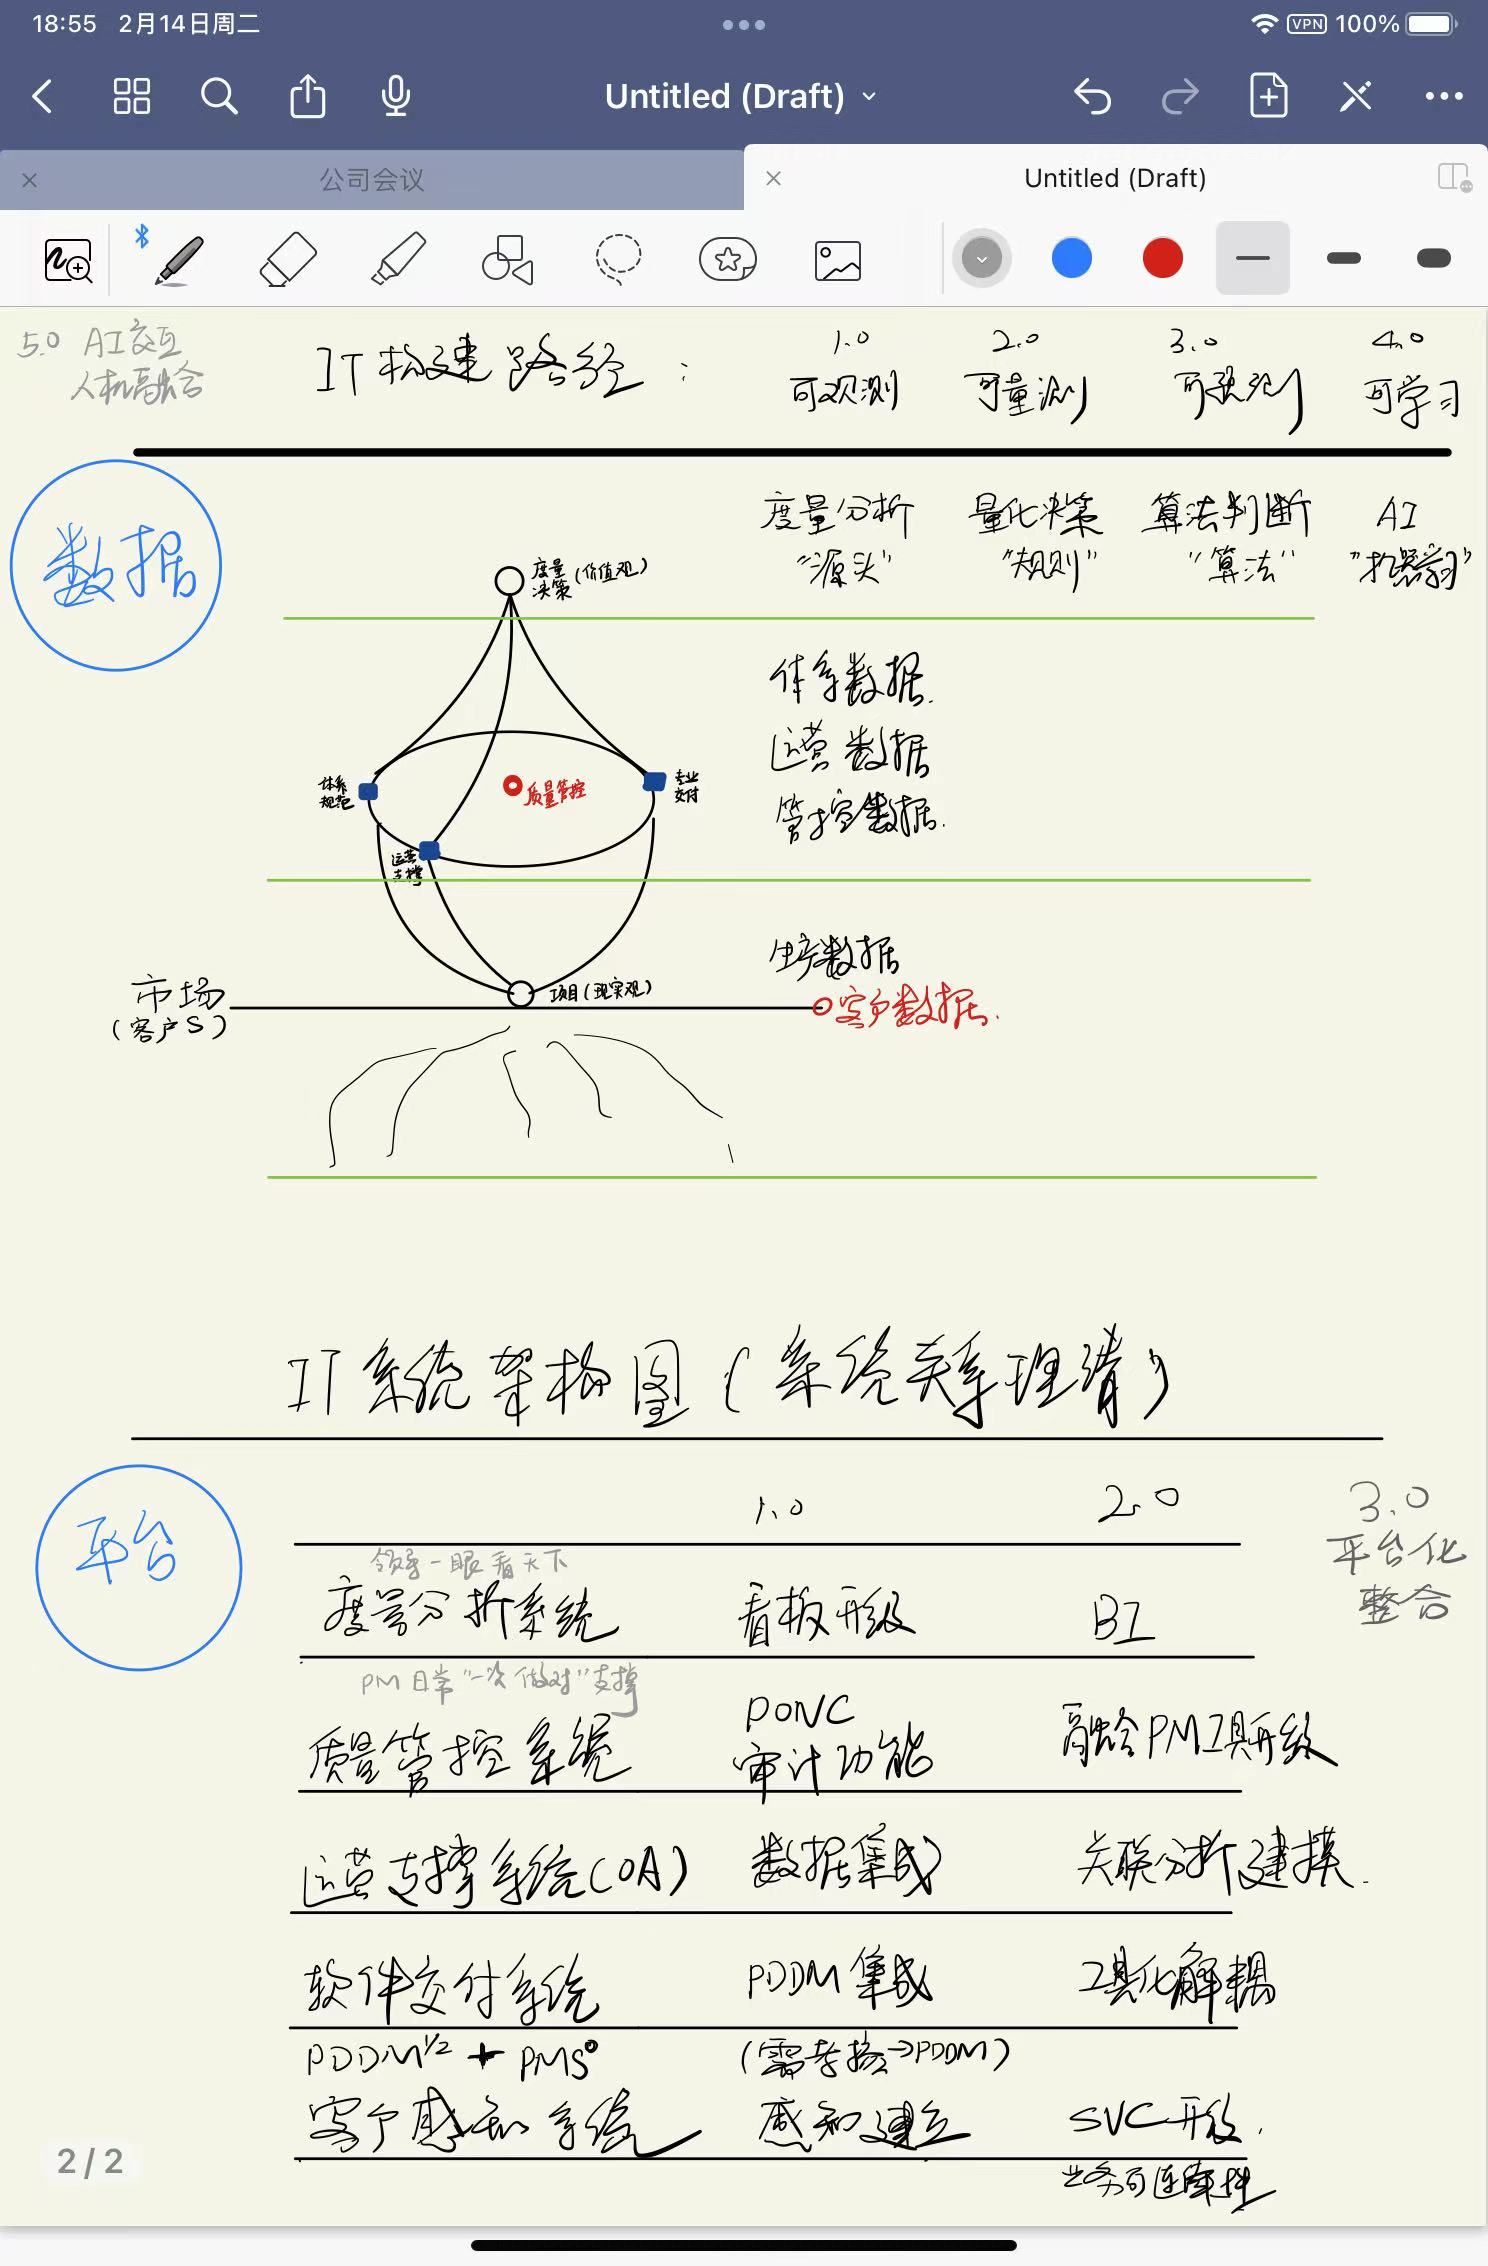 18:55 2月14日周二
VPN 100%
Untitled (Draft)
公司会议
Untitled (Draft)
5.0 AI交互
人机融合
IT构建路径：
1.0 2.0 3.0 4.0
可观测 可量测 可预测 可学习
数据
度量分析 量化决策 算法判断 AI
"源头" "规则" "算法" "机器学习"
度量
决策(价值观)
体系数据.
运营数据
管控数据.
体系
规范
质量管控
专业
交付
运营
支撑
生产数据
客户数据.
项目(现实观)
市场
(客户S)
IT系统架构图(系统关系理清)
平台
1.0 2.0 3.0
平台化
整合
领导一眼看天下
度量分析系统 看板升级 BI
PM日常"一次做对"支撑
质量管控系统 PONC
审计功能 融合PM工具升级
运营支撑系统(OA) 数据集成 关联分析建模.
软件交付系统 PDDM集成 工具化解耦
PDDM1/2 + PMS (需求接→PDDM)
客户感知系统 感知建立 SVC升级.
业务可连续性
2/2